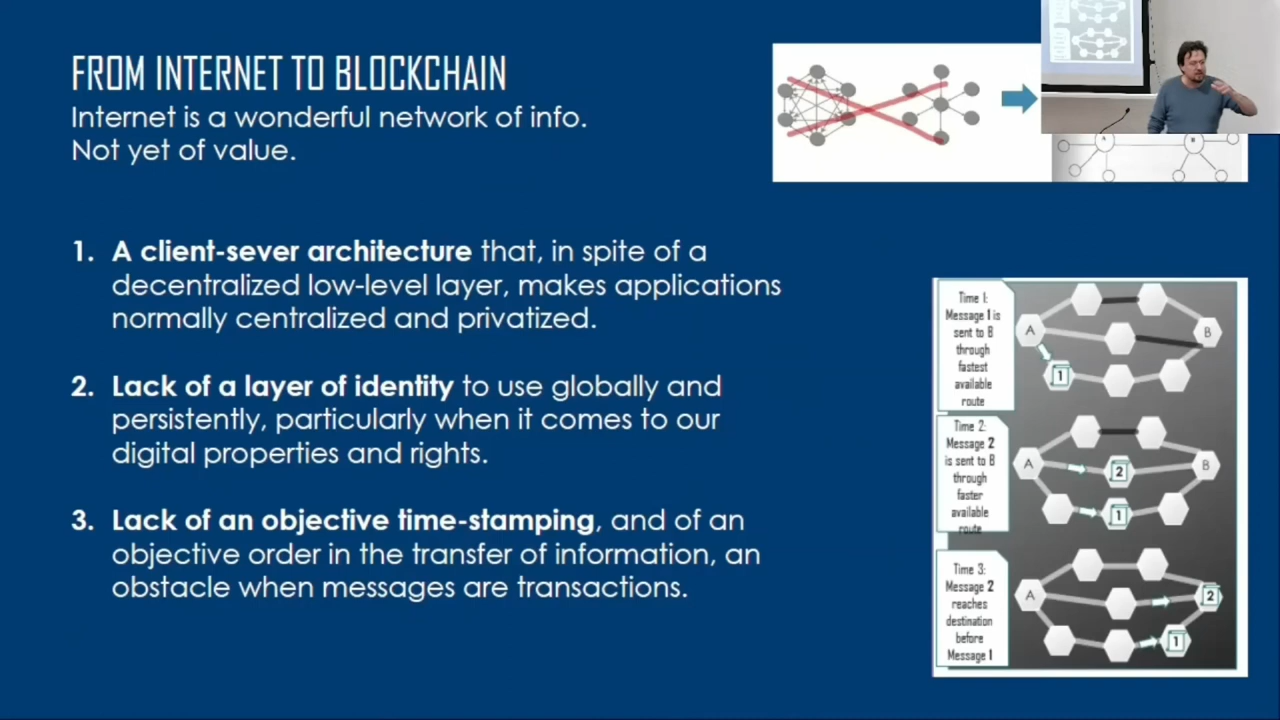 FROM INTERNET TO BLOCKCHAIN
Internet is a wonderful network of info.
Not yet of value.
1. A client-sever architecture that, in spite of a
decentralized low-level layer, makes applications
normally centralized and privatized.
2. Lack of a layer of identity to use globally and
persistently, particularly when it comes to our
digital properties and rights.
3. Lack of an objective time-stamping, and of an
objective order in the transfer of information, an
obstacle when messages are transactions.
A
B
Time 1:
Message 1 is
sent to B
through
fastest
available
route
A
B
1
Time 2:
Message 2
is sent to B
through
faster
available
route
A
2
B
1
Time 3:
Message 2
reaches
destination
before
Message 1
A
2
1